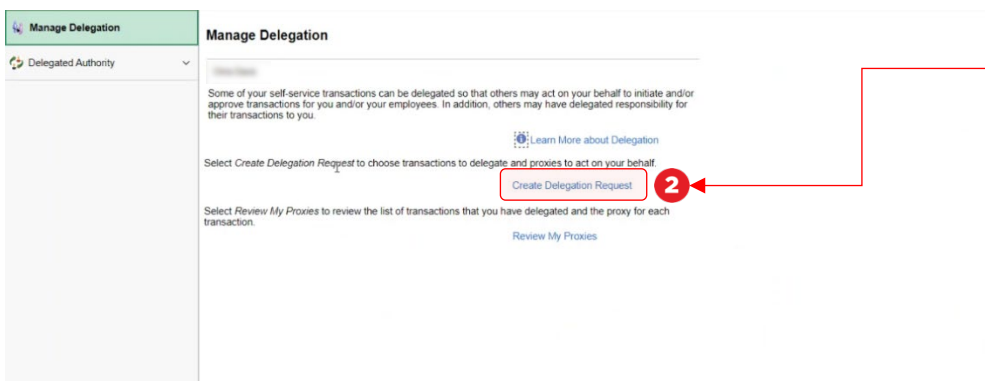 Manage Delegation
Delegated Authority
Manage Delegation
Some of your self-service transactions can be delegated so that others may act on your behalf to initiate and/or
approve transactions for you and/or your employees. In addition, others may have delegated responsibility for
their transactions to you.
Learn More about Delegation
Select Create Delegation Request to choose transactions to delegate and proxies to act on your behalf.
Create Delegation Request
2
Select Review My Proxies to review the list of transactions that you have delegated and the proxy for each
transaction.
Review My Proxies